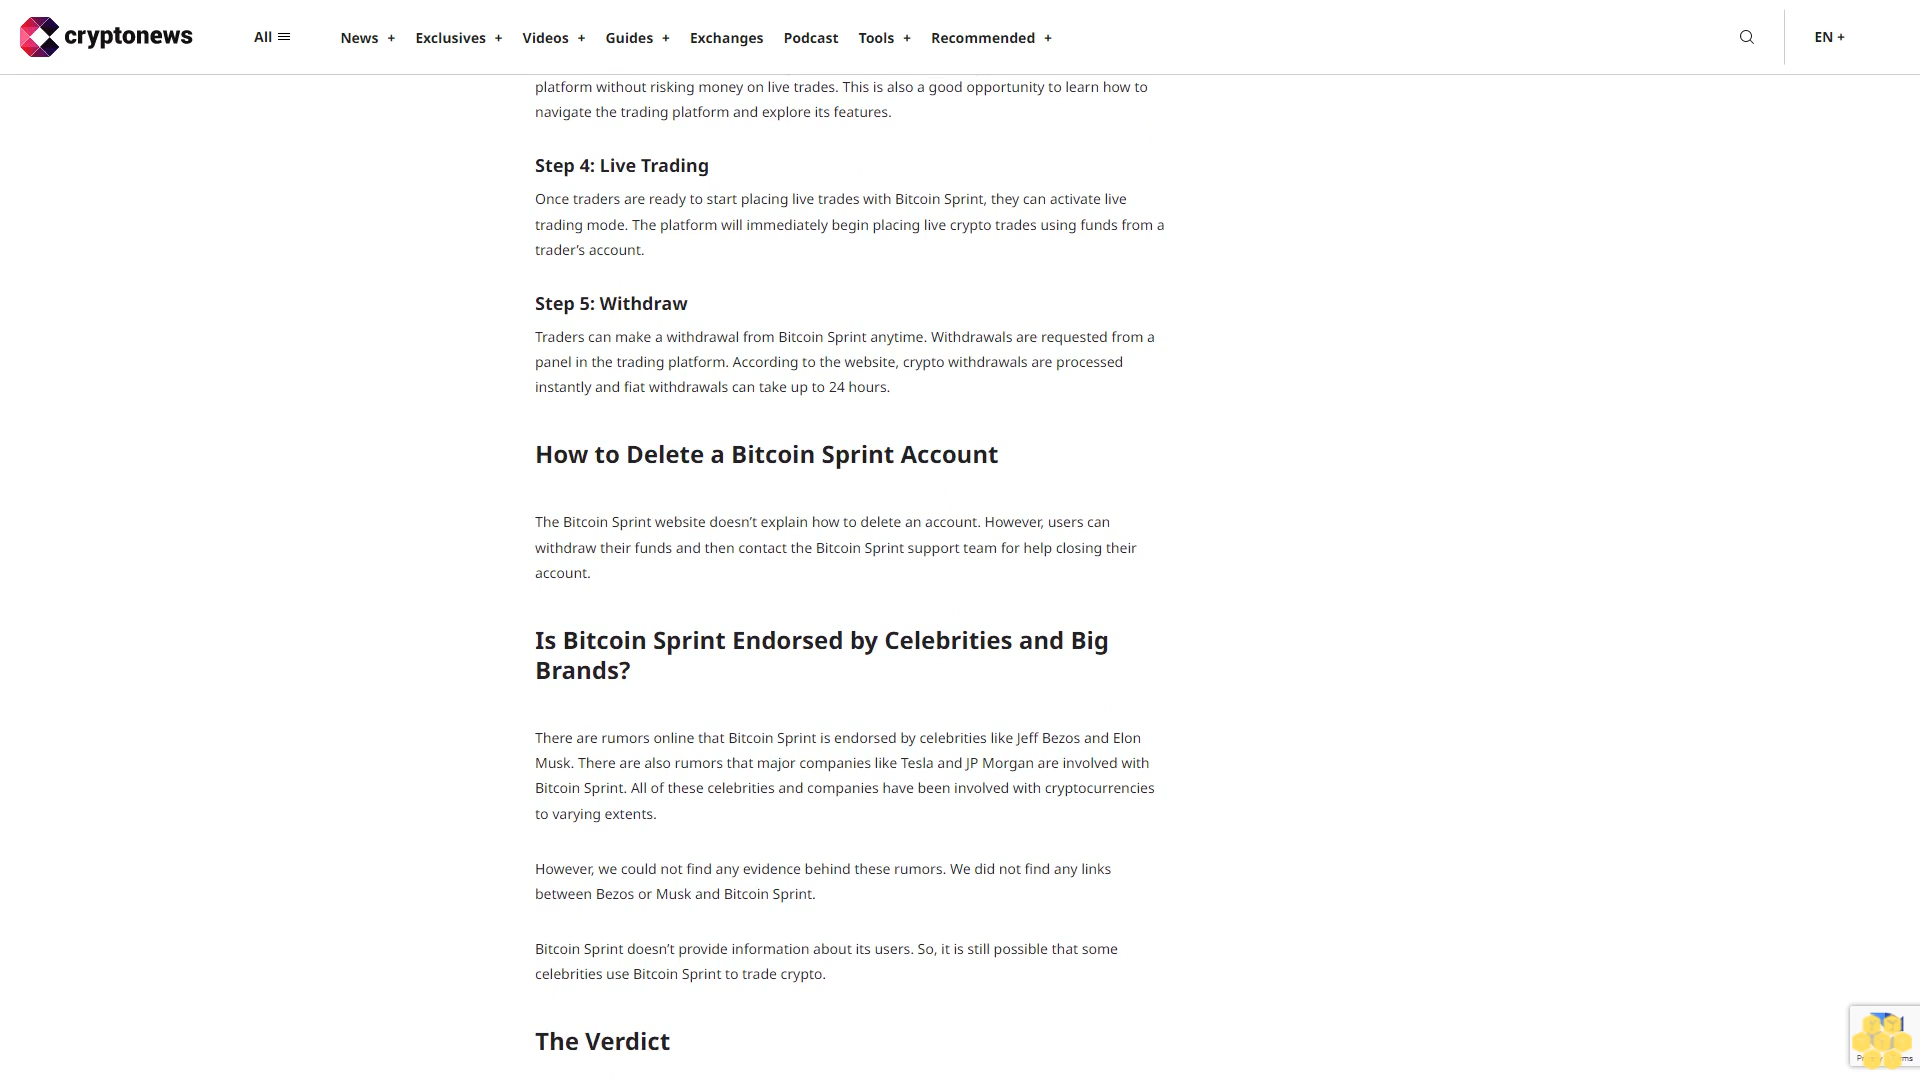 cryptonews
All
News +
Exclusives +
Videos +
Guides +
Exchanges
Podcast
Tools +
Recommended +
EN +
platform without risking money on live trades. This is also a good opportunity to learn how to
navigate the trading platform and explore its features.
Step 4: Live Trading
Once traders are ready to start placing live trades with Bitcoin Sprint, they can activate live
trading mode. The platform will immediately begin placing live crypto trades using funds from a
trader’s account.
Step 5: Withdraw
Traders can make a withdrawal from Bitcoin Sprint anytime. Withdrawals are requested from a
panel in the trading platform. According to the website, crypto withdrawals are processed
instantly and fiat withdrawals can take up to 24 hours.
How to Delete a Bitcoin Sprint Account
The Bitcoin Sprint website doesn’t explain how to delete an account. However, users can
withdraw their funds and then contact the Bitcoin Sprint support team for help closing their
account.
Is Bitcoin Sprint Endorsed by Celebrities and Big
Brands?
There are rumors online that Bitcoin Sprint is endorsed by celebrities like Jeff Bezos and Elon
Musk. There are also rumors that major companies like Tesla and JP Morgan are involved with
Bitcoin Sprint. All of these celebrities and companies have been involved with cryptocurrencies
to varying extents.
However, we could not find any evidence behind these rumors. We did not find any links
between Bezos or Musk and Bitcoin Sprint.
Bitcoin Sprint doesn’t provide information about its users. So, it is still possible that some
celebrities use Bitcoin Sprint to trade crypto.
The Verdict